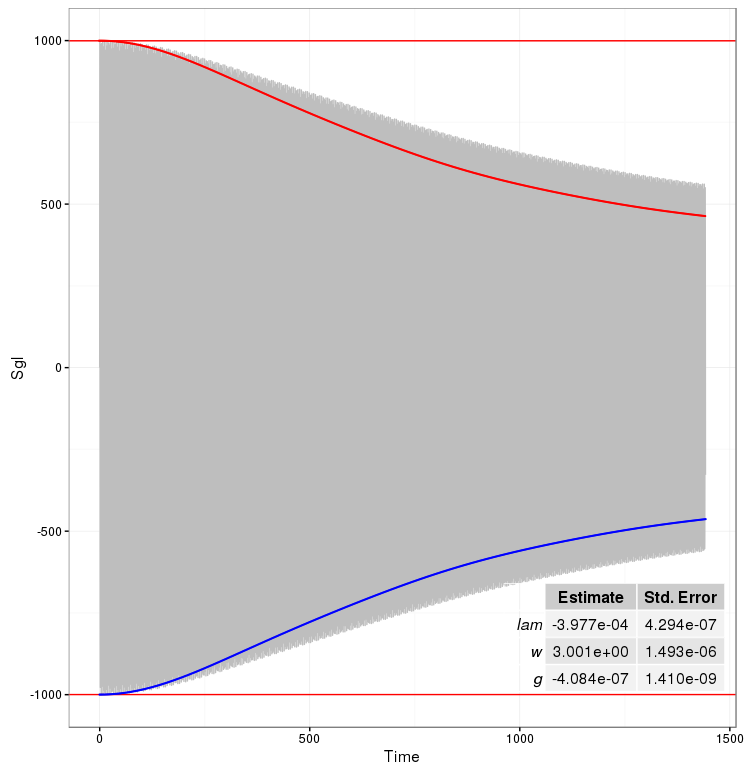 1000
500
0
-500
-1000
Sgl
Estimate Std. Error
lam -3.977e-04 4.294e-07
w 3.001e+00 1.493e-06
g -4.084e-07 1.410e-09
0 500 1000 1500
Time